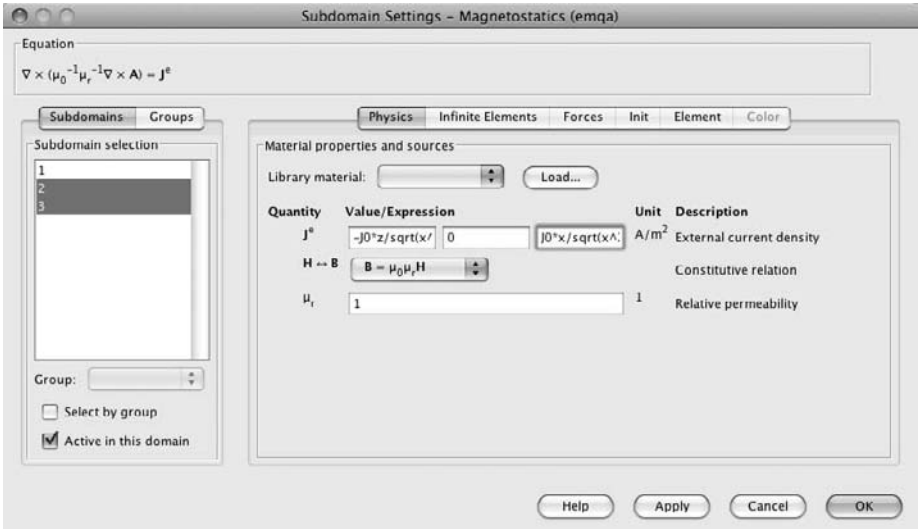 Subdomain Settings – Magnetostatics (emqa)
Equation
∇ × (μ₀⁻¹μᵣ⁻¹∇ × A) = Jᵉ
Subdomains Groups
Subdomain selection
1
2
3
Group:
Select by group
Active in this domain
Physics Infinite Elements Forces Init Element Color
Material properties and sources
Library material: Load...
Quantity Value/Expression Unit Description
Jᵉ -J0*z/sqrt(x^ 0 J0*x/sqrt(x^ A/m² External current density
H ↔ B B = μ₀μᵣH Constitutive relation
μᵣ 1 1 Relative permeability
Help Apply Cancel OK